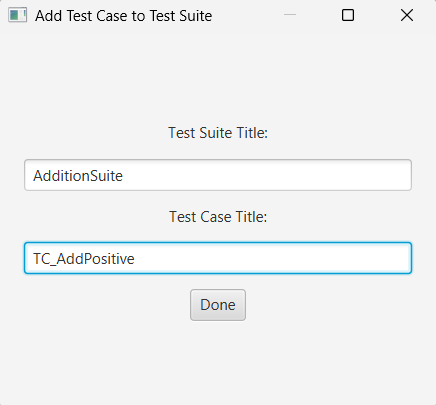 Add Test Case to Test Suite
Test Suite Title:
AdditionSuite
Test Case Title:
TC_AddPositive
Done